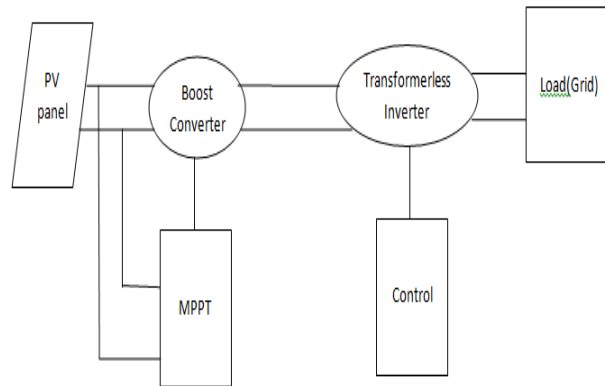 PV
panel
Boost
Converter
Transformerless
Inverter
Load(Grid)
MPPT
Control